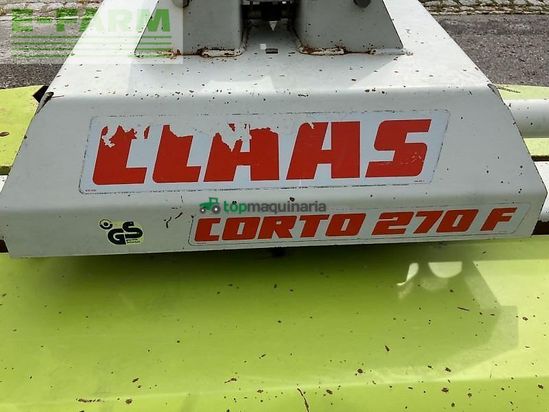 E-FARM
CLAAS
topmaquinaria
CORTO 270 F
GS